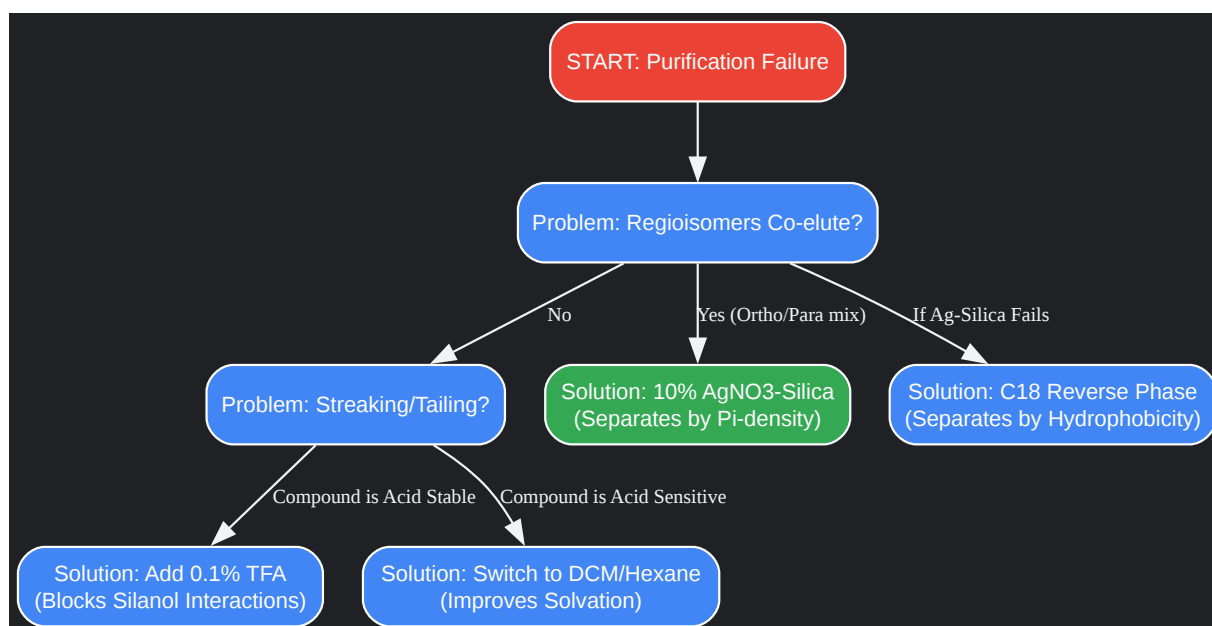 START: Purification Failure
Problem: Regioisomers Co-elute?
No
Yes (Ortho/Para mix)
If Ag-Silica Fails
Problem: Streaking/Tailing?
Solution: 10% AgNO3-Silica
(Separates by Pi-density)
Solution: C18 Reverse Phase
(Separates by Hydrophobicity)
Compound is Acid Stable
Compound is Acid Sensitive
Solution: Add 0.1% TFA
(Blocks Silanol Interactions)
Solution: Switch to DCM/Hexane
(Improves Solvation)